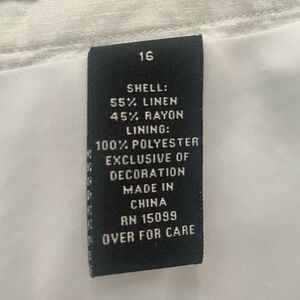 16
SHELL:
55% LINEN
45% RAYON
LINING:
100% POLYESTER
EXCLUSIVE OF
DECORATION
MADE IN
CHINA
RN 15099
OVER FOR CARE